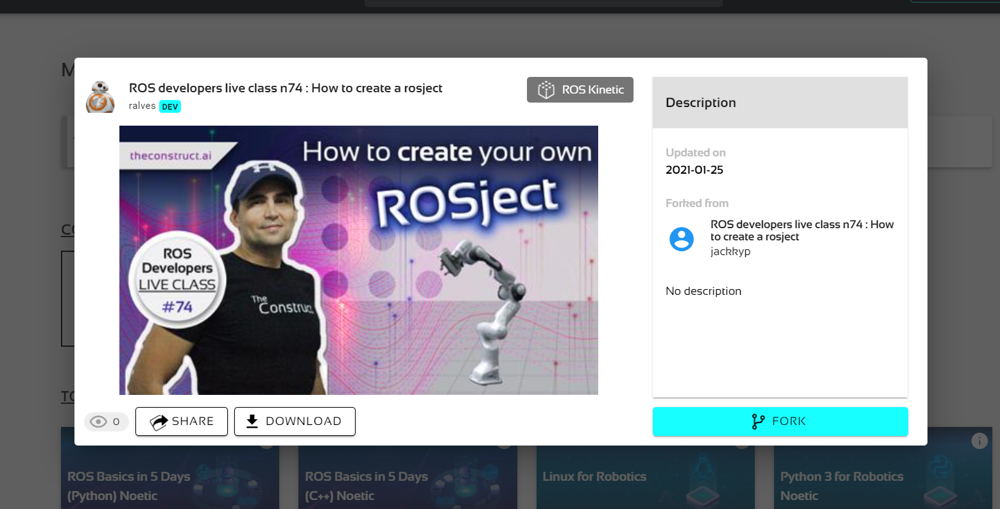 M
ROS developers live class n74 : How to create a rosject
ralves DEV
ROS Kinetic
theconstruct.ai
How to create your own
ROSject
ROS
Developers
LIVE CLASS
#74
The
Construct
0
SHARE
DOWNLOAD
Description
Updated on
2021-01-25
Forked from
ROS developers live class n74 : How
to create a rosject
jackkyp
No description
FORK
CO
TO
ROS Basics in 5 Days
(Python) Noetic
ROS Basics in 5 Days
(C++) Noetic
Linux for Robotics
Python 3 for Robotics
Noetic